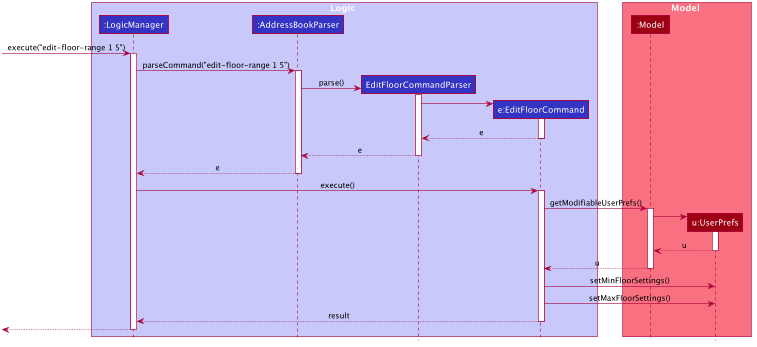 Logic
Model
:LogicManager
:AddressBookParser
:Model
execute("edit-floor-range 1 5")
parseCommand("edit-floor-range 1 5")
parse()
EditFloorCommandParser
e:EditFloorCommand
e
e
e
execute()
getModifiableUserPrefs()
u:UserPrefs
u
u
setMinFloorSettings()
setMaxFloorSettings()
result